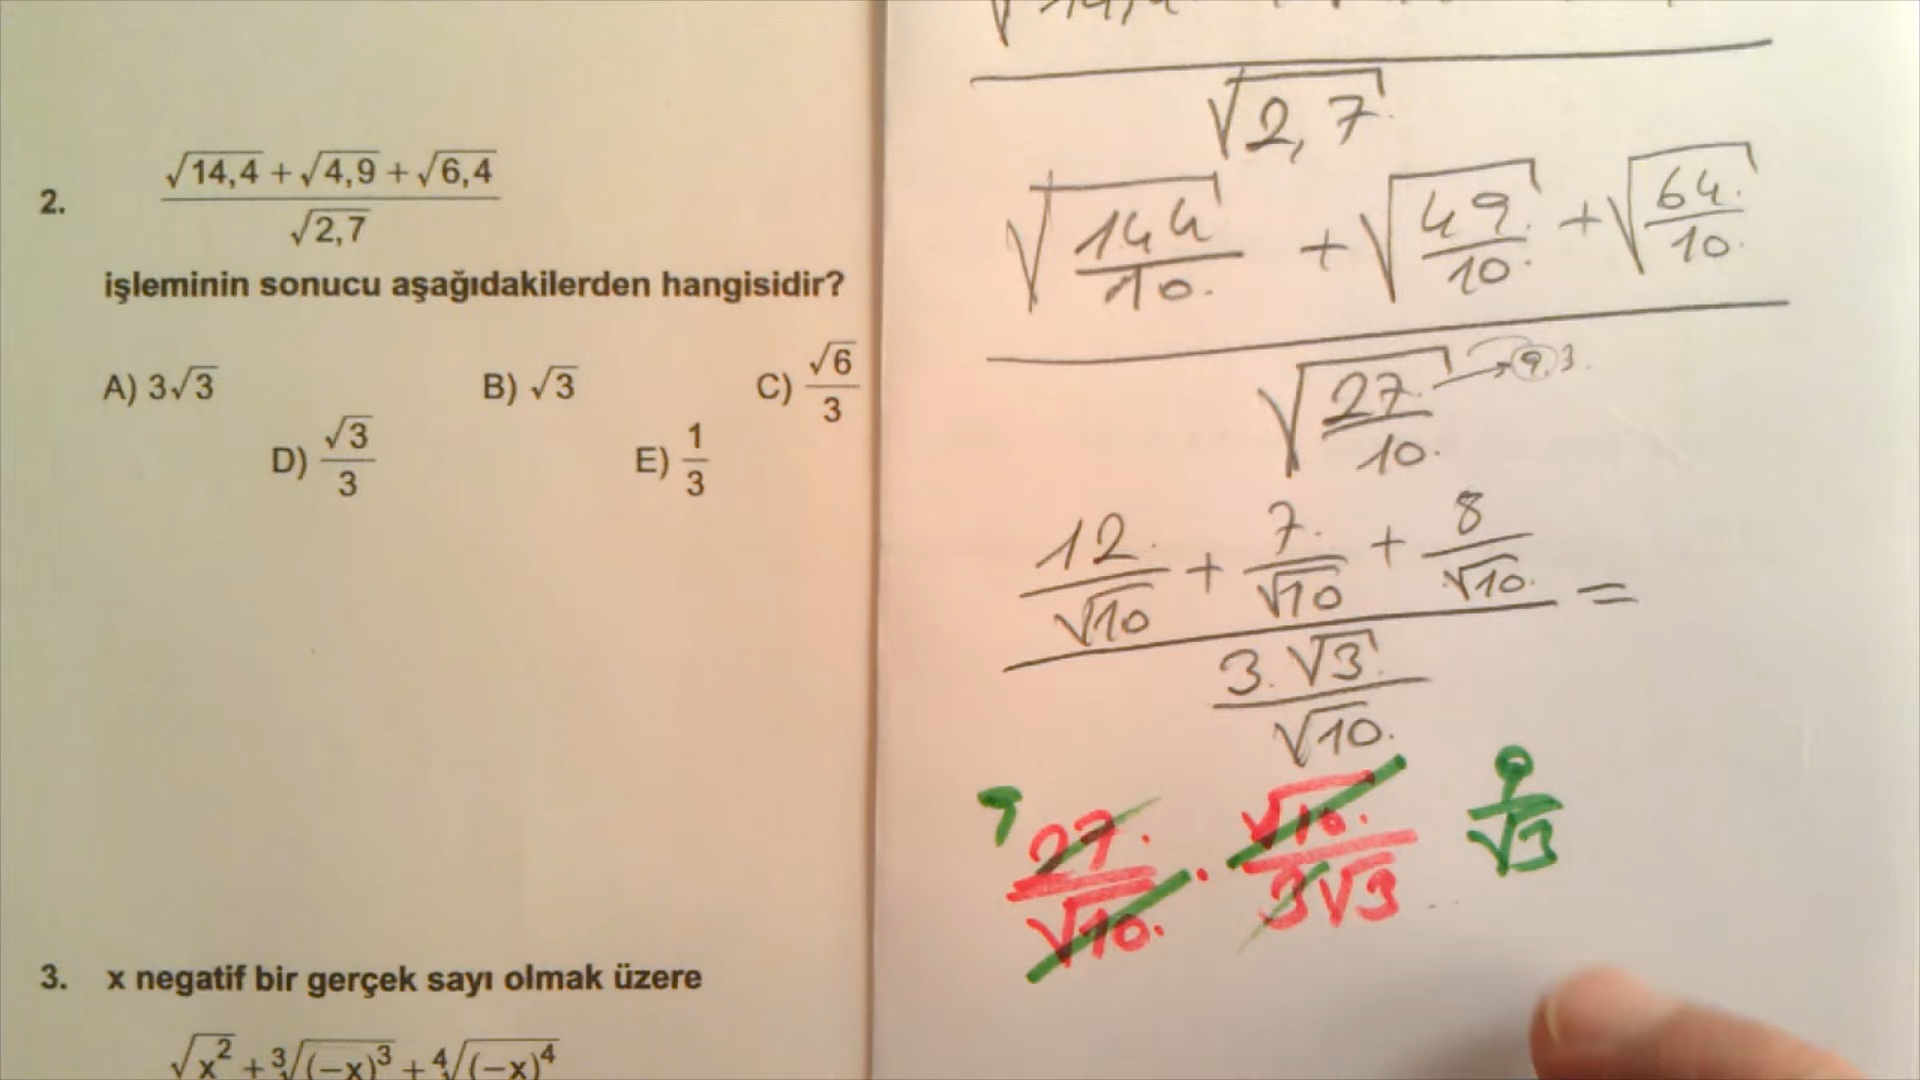 2. (√14,4 + √4,9 + √6,4) / √2,7
işleminin sonucu aşağıdakilerden hangisidir?
A) 3√3 B) √3 C) √6/3
D) √3/3 E) 1/3
3. x negatif bir gerçek sayı olmak üzere
√x² + ³√(−x)³ + ⁴√(−x)⁴
√2,7
√(144/10) + √(49/10) + √(64/10)
√(27/10) → 9.3
12/√10 + 7/√10 + 8/√10 =
3.√3/√10
27/√10 . √10/3√3 9/√3